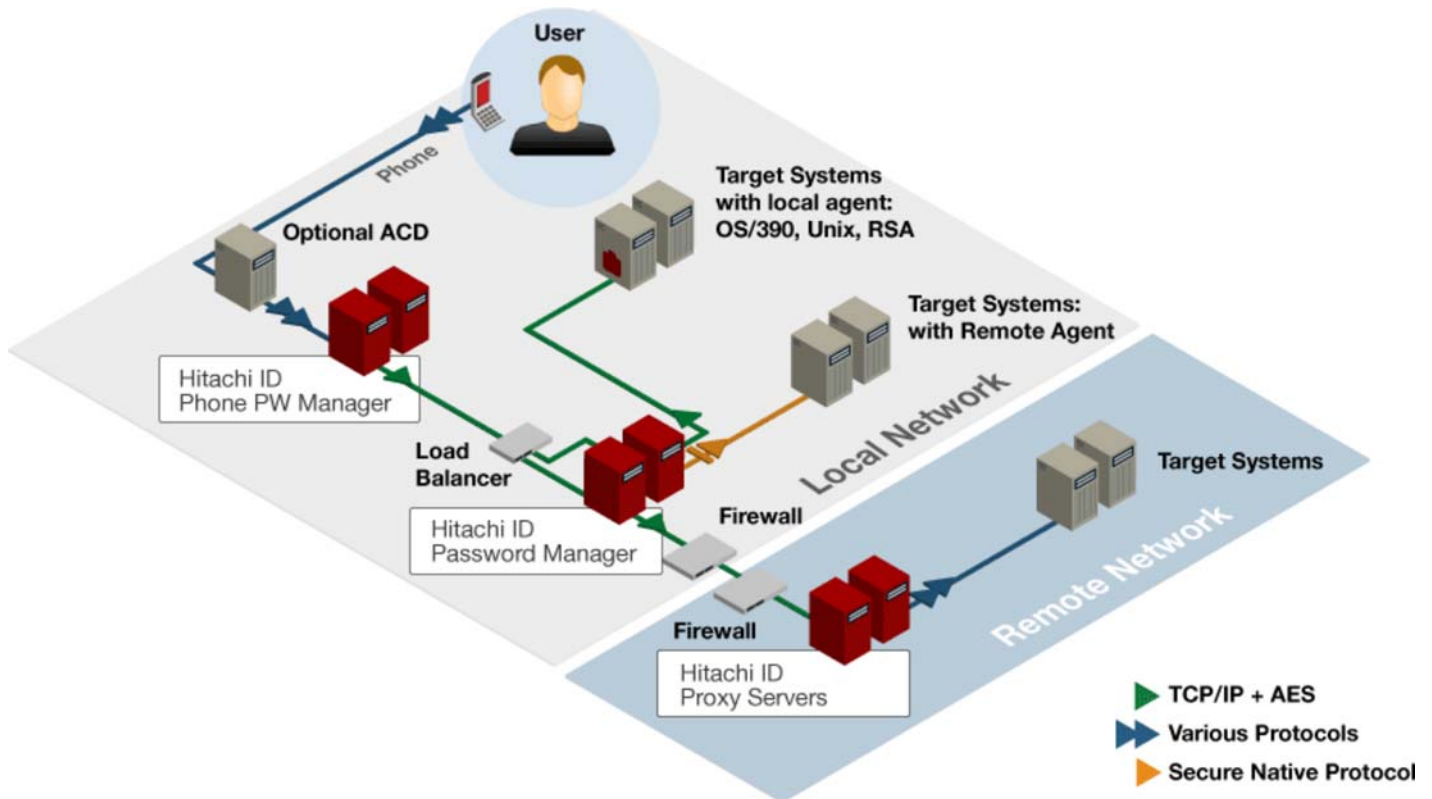 User
Phone
Target Systems
with local agent:
OS/390, Unix, RSA
Optional ACD
Target Systems:
with Remote Agent
Hitachi ID
Phone PW Manager
Local Network
Load
Balancer
Target Systems
Hitachi ID
Password Manager
Firewall
Remote Network
Firewall
Hitachi ID
Proxy Servers
TCP/IP + AES
Various Protocols
Secure Native Protocol